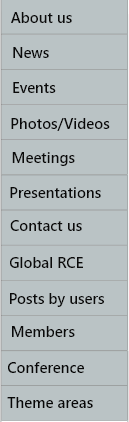 About us
News
Events
Photos/Videos
Meetings
Presentations
Contact us
Global RCE
Posts by users
Members
Conference
Theme areas